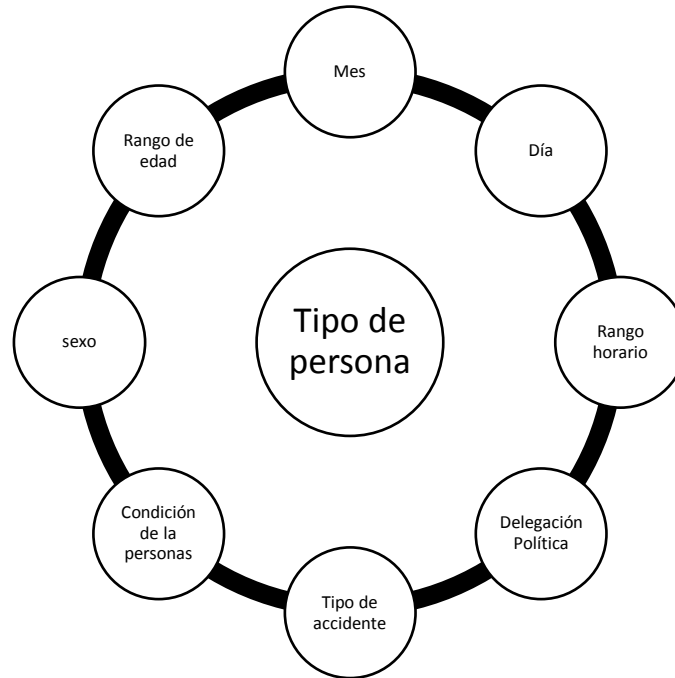 Mes
Día
Rango
horario
Delegación
Política
Tipo de
accidente
Condición
de la
personas
sexo
Rango de
edad
Tipo de
persona